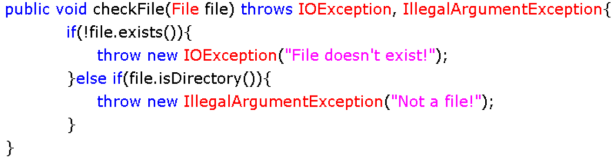 public void checkFile(File file) throws IOException, IllegalArgumentException{
if(!file.exists()){
throw new IOException("File doesn't exist!");
}else if(file.isDirectory()){
throw new IllegalArgumentException("Not a file!");
}
}